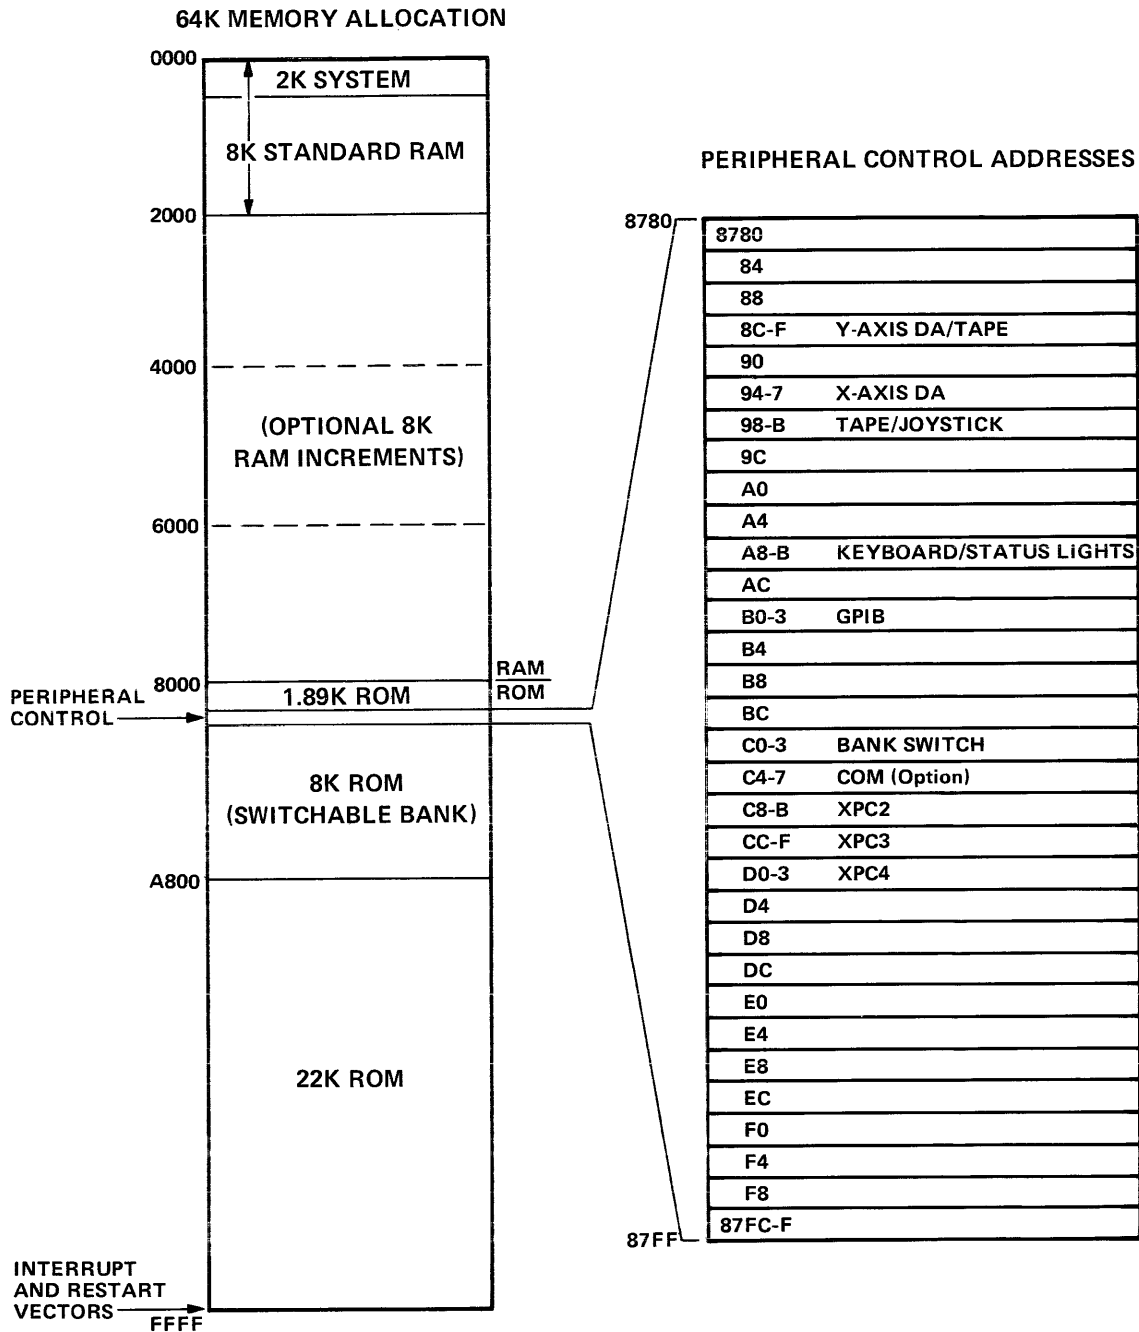 64K MEMORY ALLOCATION
0000
2K SYSTEM
8K STANDARD RAM
2000
4000
(OPTIONAL 8K
RAM INCREMENTS)
6000
8000
RAM
ROM
1.89K ROM
PERIPHERAL
CONTROL
8K ROM
(SWITCHABLE BANK)
A800
22K ROM
INTERRUPT
AND RESTART
VECTORS
FFFF
PERIPHERAL CONTROL ADDRESSES
8780
8780
84
88
8C-F Y-AXIS DA/TAPE
90
94-7 X-AXIS DA
98-B TAPE/JOYSTICK
9C
A0
A4
A8-B KEYBOARD/STATUS LIGHTS
AC
B0-3 GPIB
B4
B8
BC
C0-3 BANK SWITCH
C4-7 COM (Option)
C8-B XPC2
CC-F XPC3
D0-3 XPC4
D4
D8
DC
E0
E4
E8
EC
F0
F4
F8
87FC-F
87FF